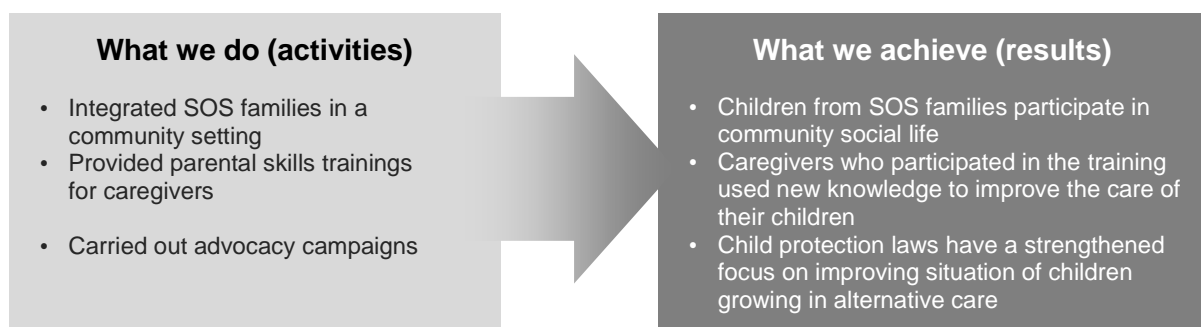 What we do (activities)
• Integrated SOS families in a
community setting
• Provided parental skills trainings
for caregivers
• Carried out advocacy campaigns
What we achieve (results)
• Children from SOS families participate in
community social life
• Caregivers who participated in the training
used new knowledge to improve the care of
their children
• Child protection laws have a strengthened
focus on improving situation of children
growing in alternative care